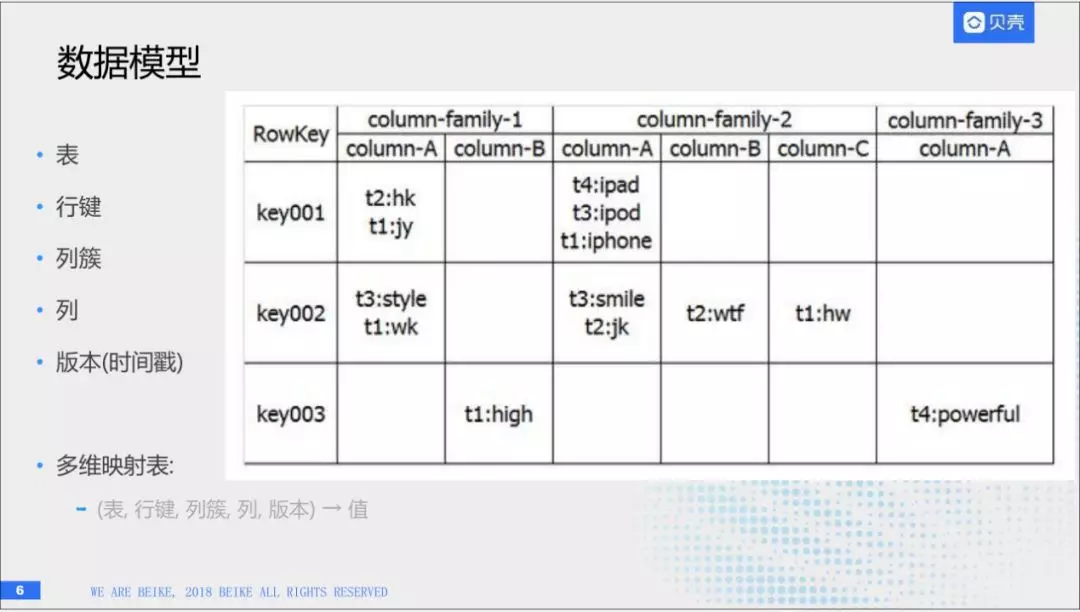 贝壳
数据模型
表
行键
列簇
列
版本(时间戳)
多维映射表:
(表, 行键, 列簇, 列, 版本) → 值
RowKey column-family-1 column-family-2 column-family-3
column-A column-B column-A column-B column-C column-A
key001
t2:hk
t1:jy
t4:ipad
t3:ipod
t1:iphone
key002
t3:style
t1:wk
t3:smile
t2:jk
t2:wtf
t1:hw
key003
t1:high
t4:powerful
6
WE ARE BEIKE, 2018 BEIKE ALL RIGHTS RESERVED